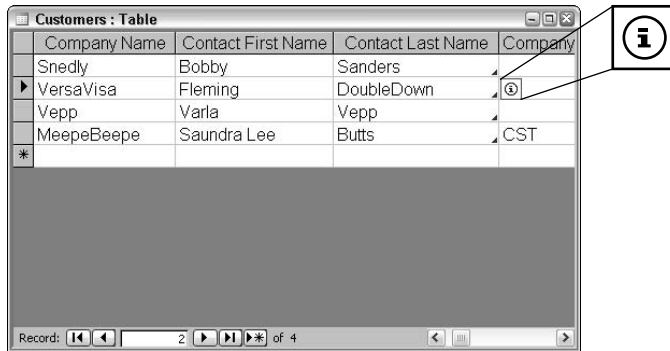 Customers : Table
Company Name Contact First Name Contact Last Name Company
Snedly Bobby Sanders
VersaVisa Fleming DoubleDown
Vepp Varla Vepp
MeepeBeepe Saundra Lee Butts CST
Record: 2 of 4